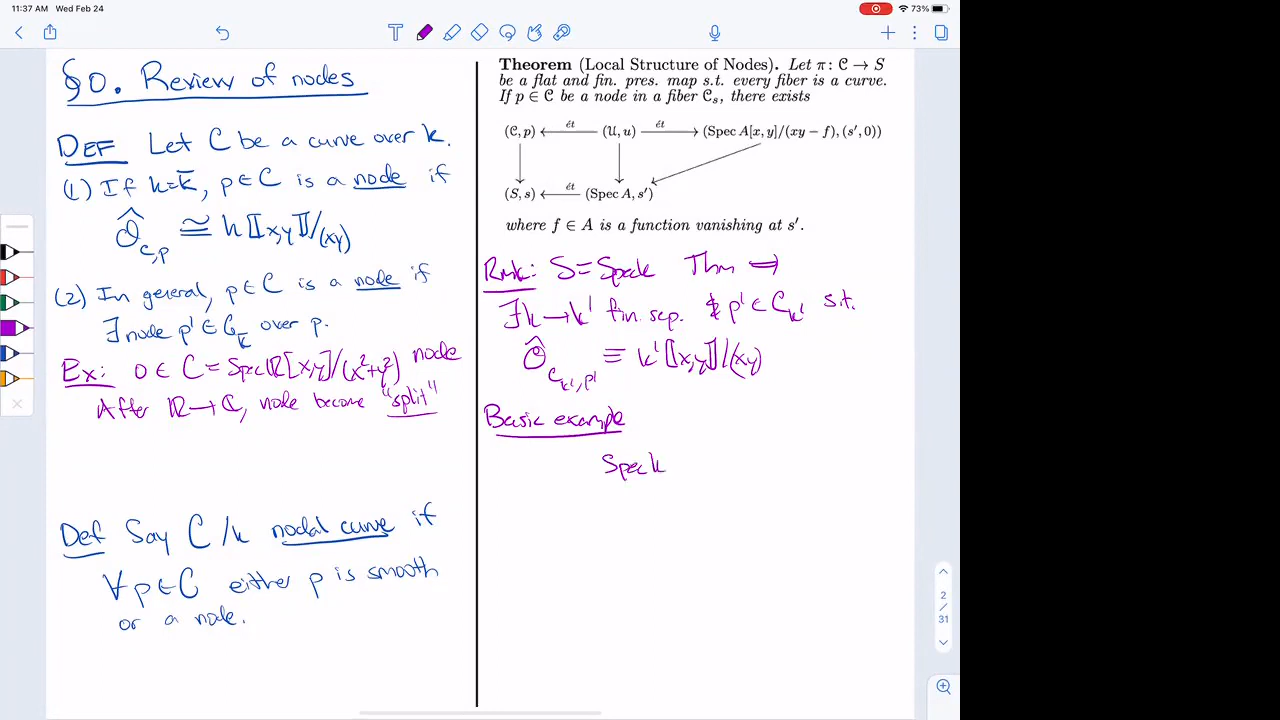 11:37 AM Wed Feb 24
73%
§0. Review of nodes
DEF Let C be a curve over k.
(1) If k=k̄, p∈C is a node if
Ô_{C,p} ≅ k⟦x,y⟧/(xy)
(2) In general, p∈C is a node if
∃ node p'∈C_k̄ over p.
Ex: 0∈C = Spec ℝ[x,y]/(x²+y²) node
After ℝ→ℂ, node become "split"
Def Say C/k nodal curve if
∀p∈C either p is smooth
or a node.
Theorem (Local Structure of Nodes). Let π: C → S
be a flat and fin. pres. map s.t. every fiber is a curve.
If p ∈ C be a node in a fiber C_s, there exists
(C, p) ←ét (U, u) ét→ (Spec A[x, y]/(xy − f), (s′, 0))
(S, s) ←ét (Spec A, s′)
where f ∈ A is a function vanishing at s′.
Rmk: S = Spec k Thm ⇒
∃k→k' fin. sep. & p'∈C_{k'} s.t.
Ô_{C_{k'},p'} ≅ k'⟦x,y⟧/(xy)
Basic example
Spec k
2
/
31